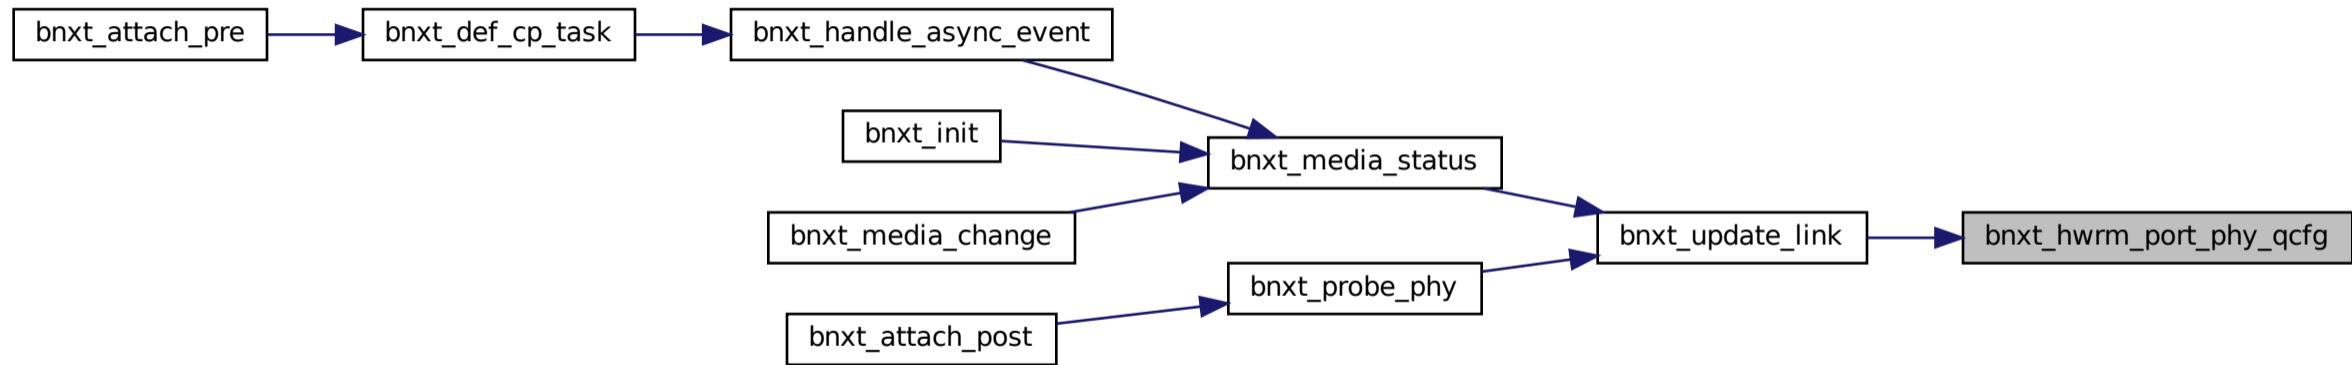 bnxt_attach_pre
bnxt_def_cp_task
bnxt_handle_async_event
bnxt_init
bnxt_media_status
bnxt_media_change
bnxt_update_link
bnxt_hwrm_port_phy_qcfg
bnxt_probe_phy
bnxt_attach_post